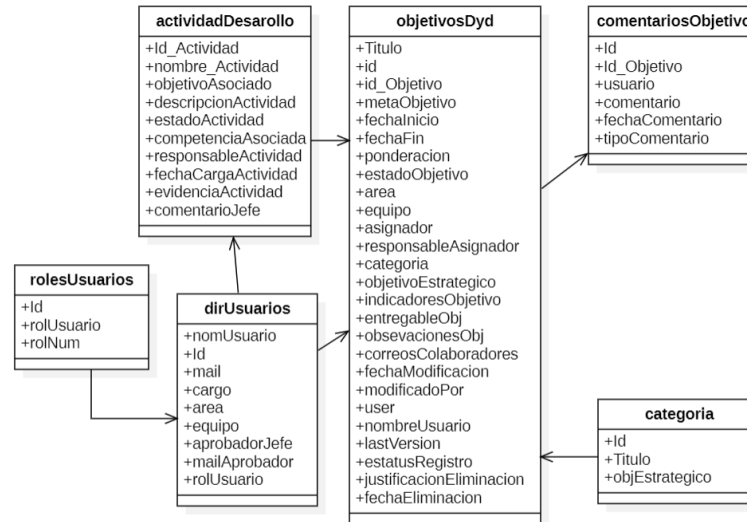 actividadDesarollo
+Id_Actividad
+nombre_Actividad
+objetivoAsociado
+descripcionActividad
+estadoActividad
+competenciaAsociada
+responsableActividad
+fechaCargaActividad
+evidenciaActividad
+comentarioJefe
objetivosDyd
+Titulo
+id
+id_Objetivo
+metaObjetivo
+fechaInicio
+fechaFin
+ponderacion
+estadoObjetivo
+area
+equipo
+asignador
+responsableAsignador
+categoria
+objetivoEstrategico
+indicadoresObjetivo
+entregableObj
+obsevacionesObj
+correosColaboradores
+fechaModificacion
+modificadoPor
+user
+nombreUsuario
+lastVersion
+estatusRegistro
+justificacionEliminacion
+fechaEliminacion
comentariosObjetivo
+Id
+Id_Objetivo
+usuario
+comentario
+fechaComentario
+tipoComentario
rolesUsuarios
+Id
+rolUsuario
+rolNum
dirUsuarios
+nomUsuario
+Id
+mail
+cargo
+area
+equipo
+aprobadorJefe
+mailAprobador
+rolUsuario
categoria
+Id
+Titulo
+objEstrategico